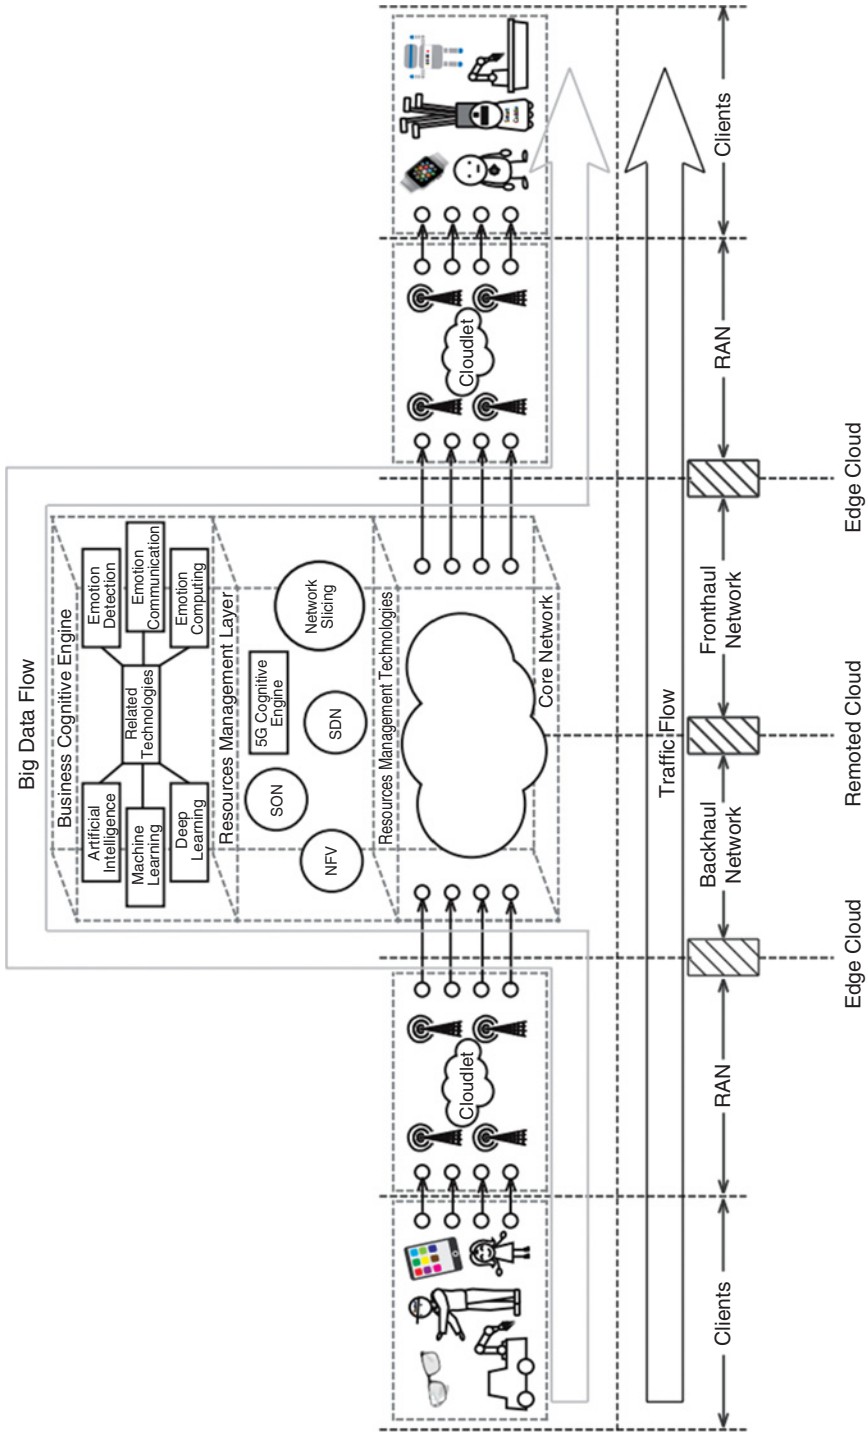 Big Data Flow
Business Cognitive Engine
Artificial
Intelligence
Machine
Learning
Deep
Learning
Related
Technologies
Emotion
Detection
Emotion
Communication
Emotion
Computing
Resources Management Layer
NFV
SON
SDN
5G Cognitive
Engine
Network
Slicing
Resources Management Technologies
Core Network
Cloudlet
Cloudlet
Traffic Flow
Clients
RAN
Backhaul
Network
Fronthaul
Network
RAN
Clients
Edge Cloud
Remoted Cloud
Edge Cloud